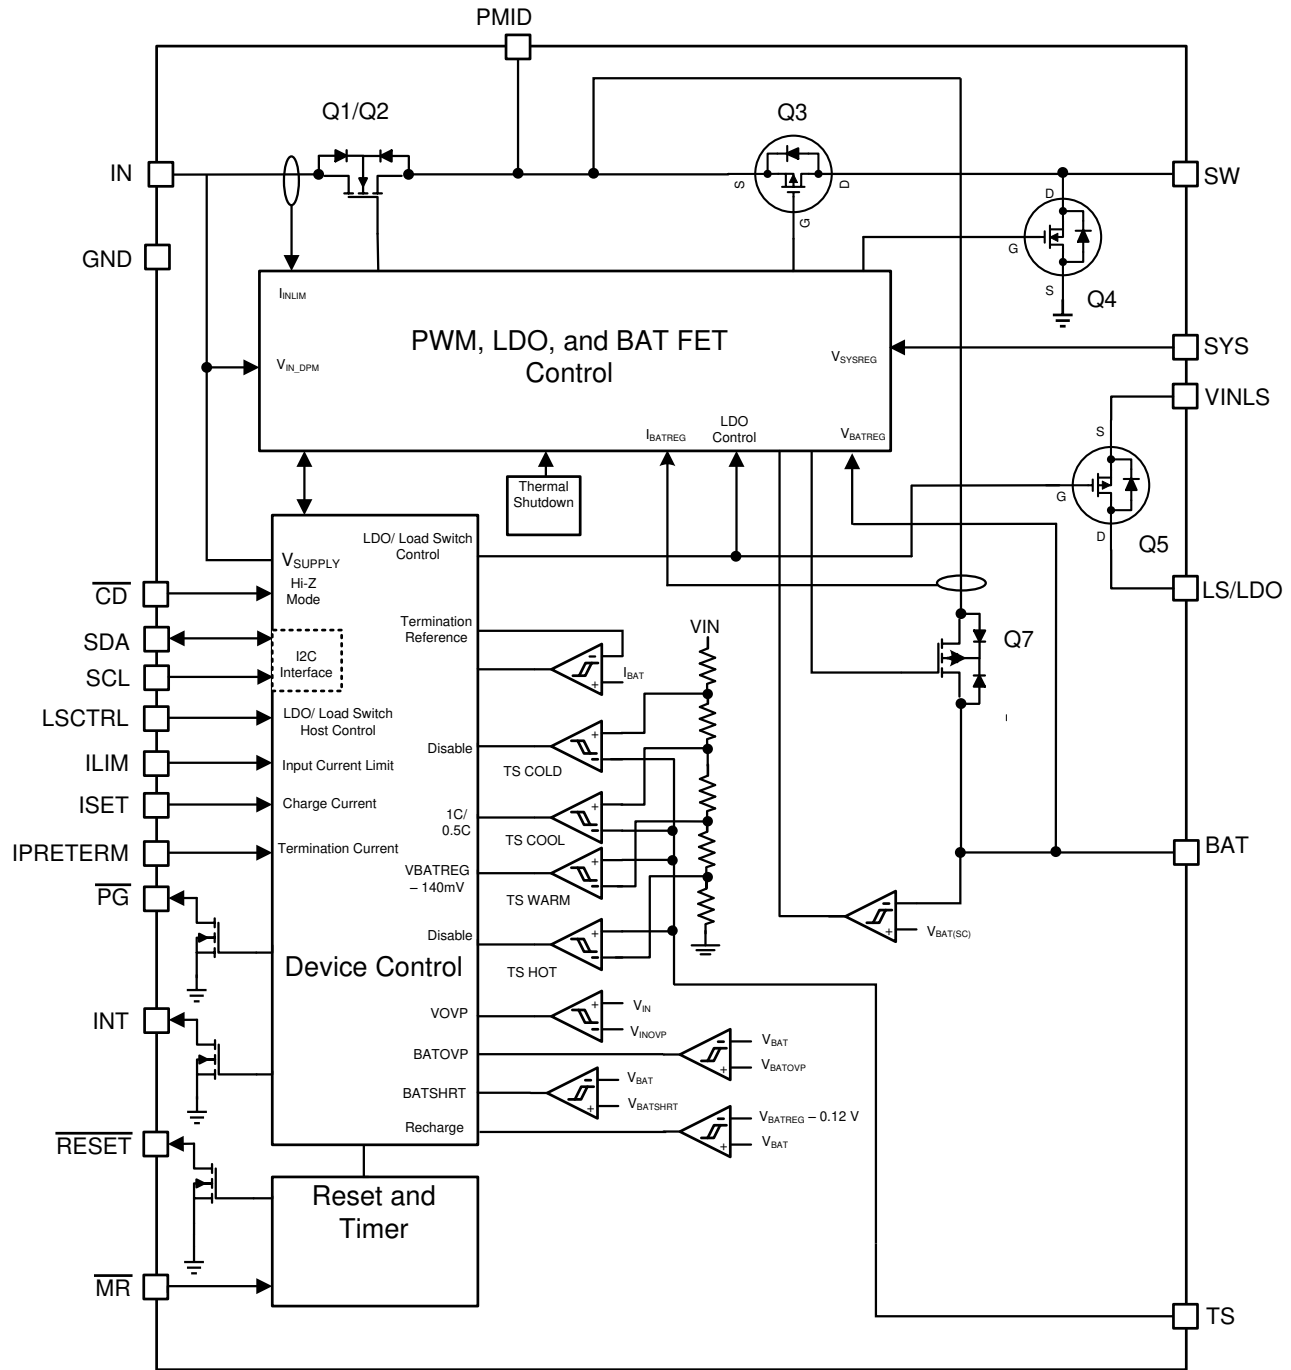 PMID
Q1/Q2
Q3
IN
S
D
G
SW
D
G
S
Q4
GND
IINLIM
PWM, LDO, and BAT FET
Control
VIN_DPM
VSYSREG
SYS
VINLS
IBATREG
LDO
Control
VBATREG
S
G
D
Q5
Thermal
Shutdown
LDO/ Load Switch
Control
VSUPPLY
Hi-Z
Mode
CD
LS/LDO
SDA
I2C
Interface
SCL
Termination
Reference
IBAT
VIN
Q7
LSCTRL
LDO/ Load Switch
Host Control
Disable
TS COLD
ILIM
Input Current Limit
ISET
Charge Current
1C/
0.5C
TS COOL
IPRETERM
Termination Current
VBATREG
– 140mV
TS WARM
BAT
PG
Disable
TS HOT
VBAT(SC)
Device Control
INT
VOVP
VIN
VINOVP
BATOVP
VBAT
VBATOVP
BATSHRT
VBAT
VBATSHRT
Recharge
VBATREG – 0.12 V
VBAT
RESET
Reset and
Timer
MR
TS